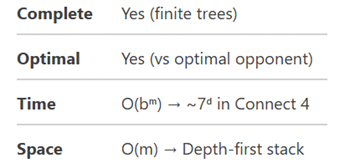 Complete Yes (finite trees)
Optimal Yes (vs optimal opponent)
Time O(bᵐ) → ~7ᵈ in Connect 4
Space O(m) → Depth-first stack